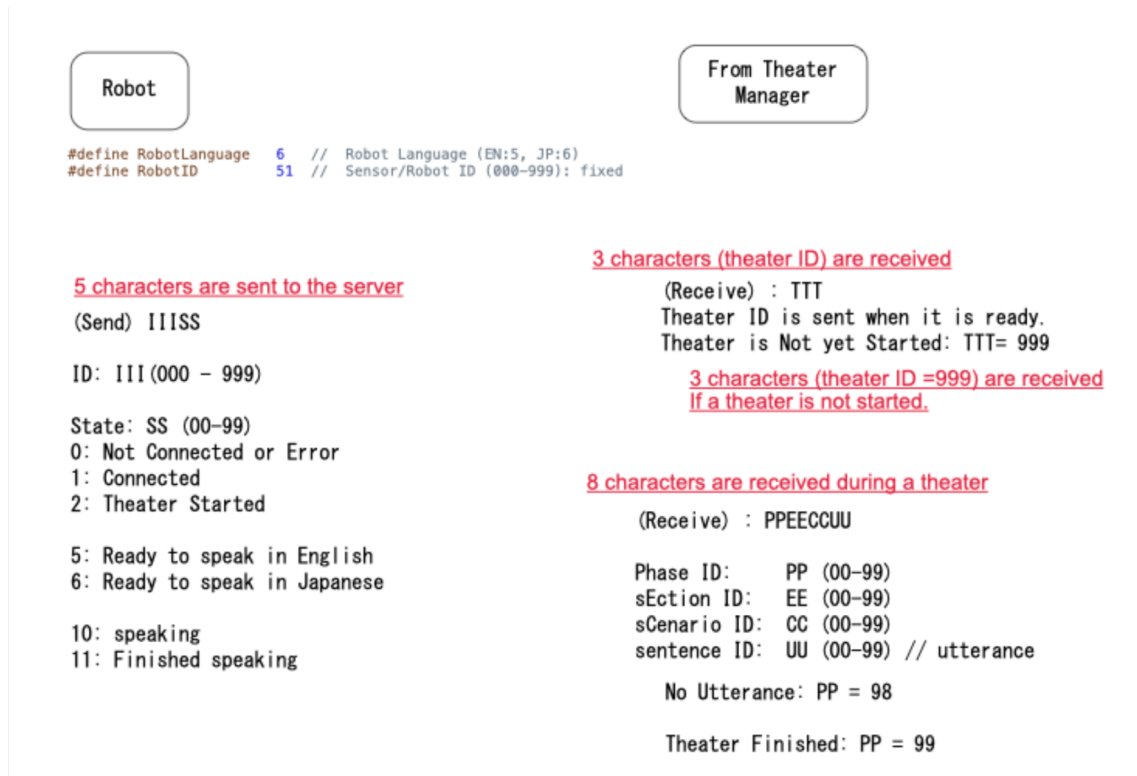 Robot
From Theater
Manager
#define RobotLanguage 6 // Robot Language (EN:5, JP:6)
#define RobotID 51 // Sensor/Robot ID (000-999): fixed
5 characters are sent to the server
(Send) IIISS
ID: III(000 - 999)
State: SS (00-99)
0: Not Connected or Error
1: Connected
2: Theater Started
5: Ready to speak in English
6: Ready to speak in Japanese
10: speaking
11: Finished speaking
3 characters (theater ID) are received
(Receive) : TTT
Theater ID is sent when it is ready.
Theater is Not yet Started: TTT= 999
3 characters (theater ID =999) are received
If a theater is not started.
8 characters are received during a theater
(Receive) : PPEECCUU
Phase ID: PP (00-99)
sEction ID: EE (00-99)
sCenario ID: CC (00-99)
sentence ID: UU (00-99) // utterance
No Utterance: PP = 98
Theater Finished: PP = 99